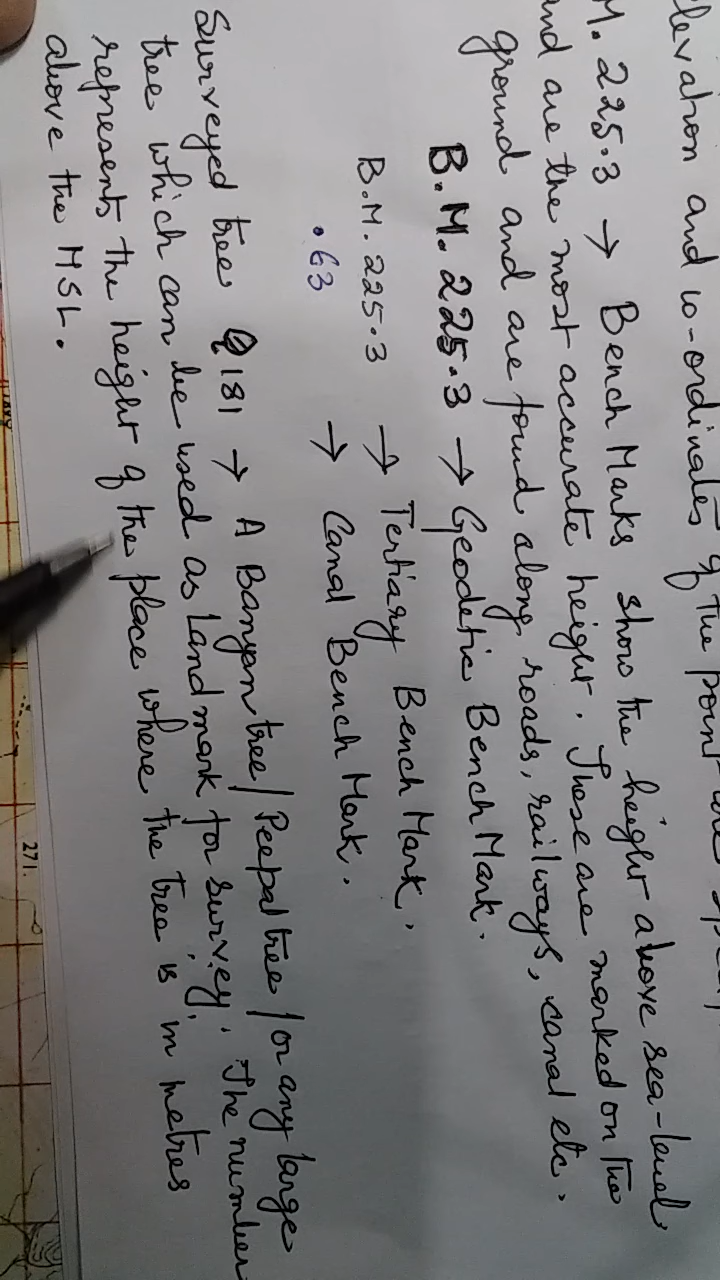 elevation and co-ordinates of the point
M. 225.3 → Bench Marks show the height above sea-level
and are the most accurate height. These are marked on the
ground and are found along roads, railways, canal etc.
B.M. 225.3 → Geodetic Bench Mark.
B.M. 225.3 → Tertiary Bench Mark.
.63 → Canal Bench Mark.
Surveyed tree 181 → A Banyan tree/Peepal tree/or any large
tree which can be used as Landmark for survey. The number
represents the height of the place where the tree is in metres
above the MSL.
271.